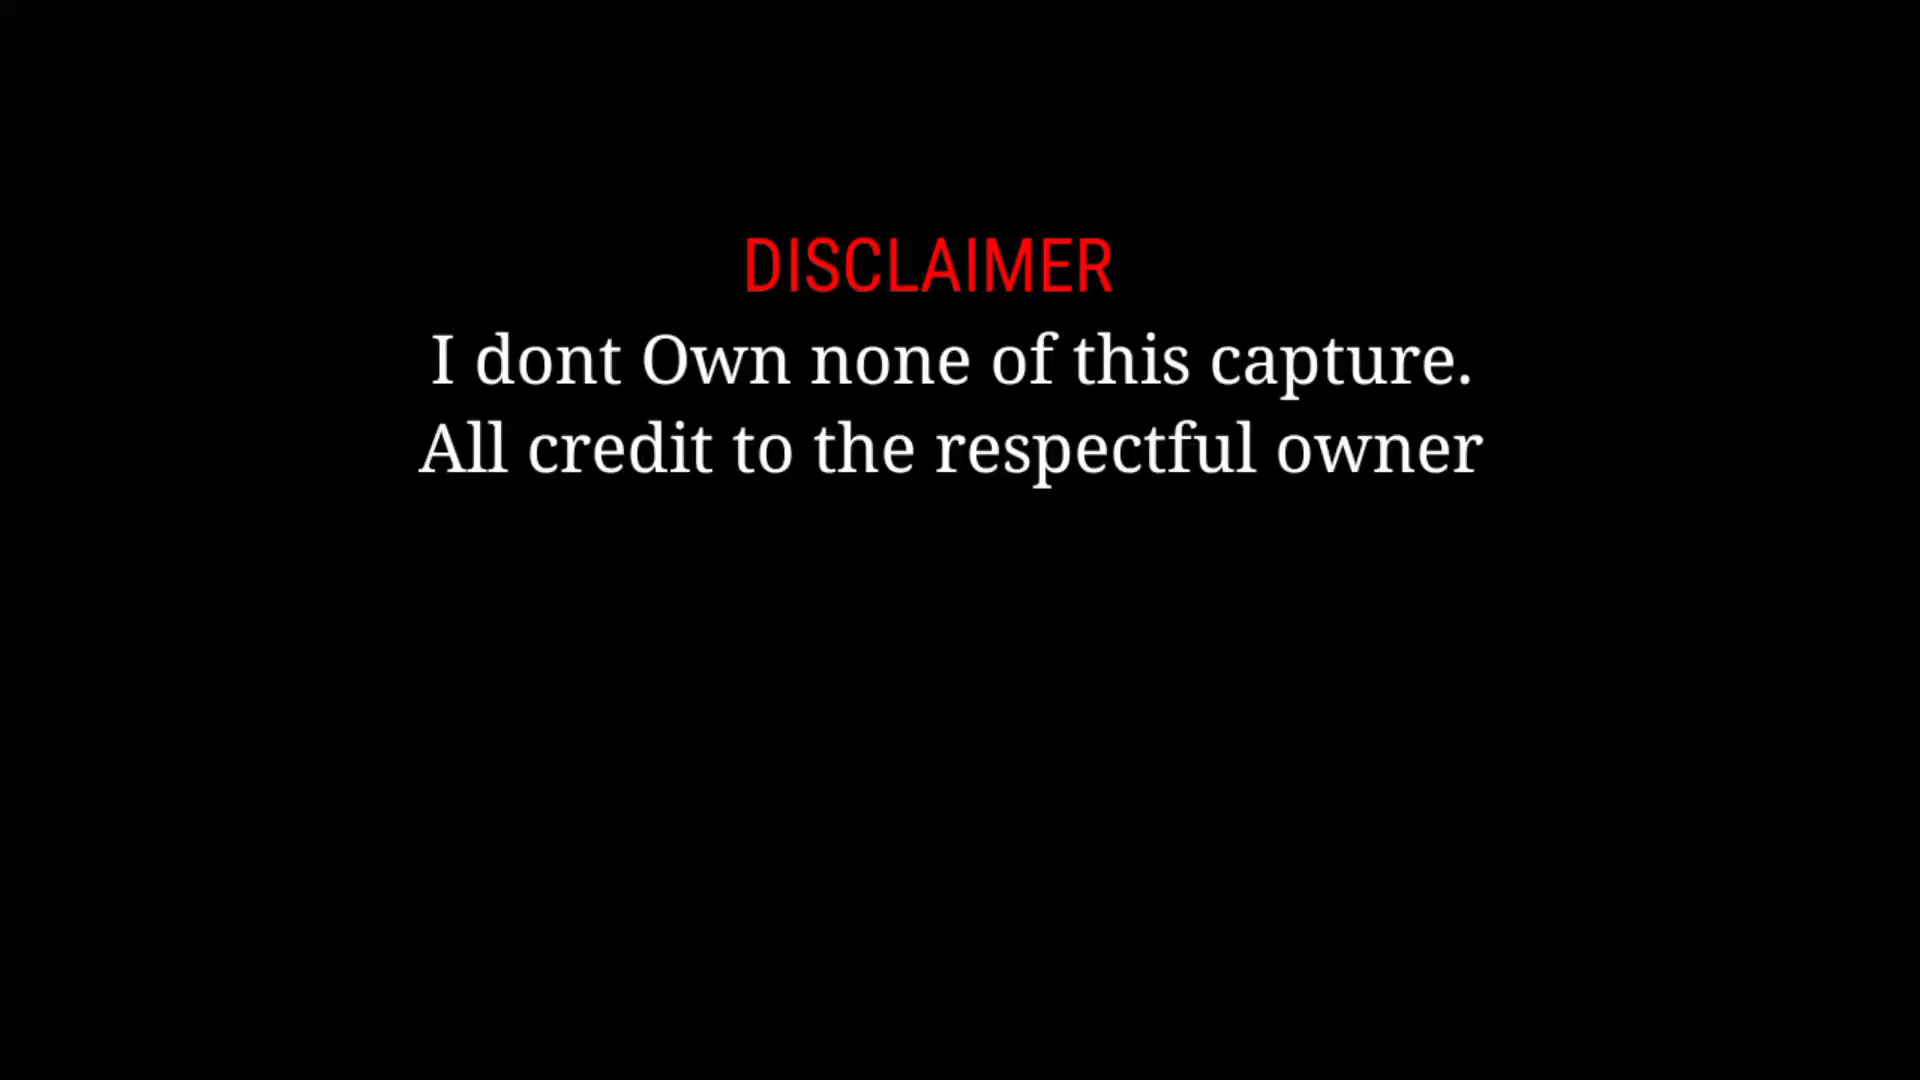 DISCLAIMER
I dont Own none of this capture.
All credit to the respectful owner